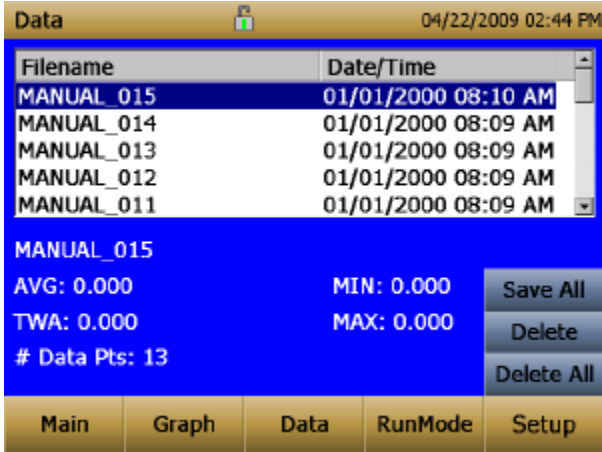 Data 04/22/2009 02:44 PM
Filename Date/Time
MANUAL_015 01/01/2000 08:10 AM
MANUAL_014 01/01/2000 08:09 AM
MANUAL_013 01/01/2000 08:09 AM
MANUAL_012 01/01/2000 08:09 AM
MANUAL_011 01/01/2000 08:09 AM
MANUAL_015
AVG: 0.000 MIN: 0.000 Save All
TWA: 0.000 MAX: 0.000 Delete
# Data Pts: 13 Delete All
Main Graph Data RunMode Setup